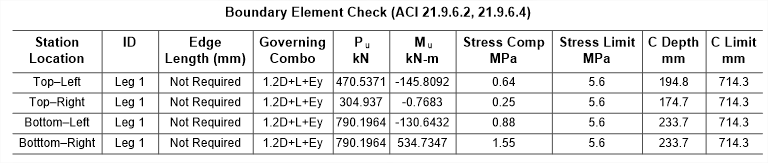 Boundary Element Check (ACI 21.9.6.2, 21.9.6.4)
Station Location ID Edge Length (mm) Governing Combo Pu kN Mu kN-m Stress Comp MPa Stress Limit MPa C Depth mm C Limit mm
Top–Left Leg 1 Not Required 1.2D+L+Ey 470.5371 -145.8092 0.64 5.6 194.8 714.3
Top–Right Leg 1 Not Required 1.2D+L+Ey 304.937 -0.7683 0.25 5.6 174.7 714.3
Bottom–Left Leg 1 Not Required 1.2D+L+Ey 790.1964 -130.6432 0.88 5.6 233.7 714.3
Botttom–Right Leg 1 Not Required 1.2D+L+Ey 790.1964 534.7347 1.55 5.6 233.7 714.3